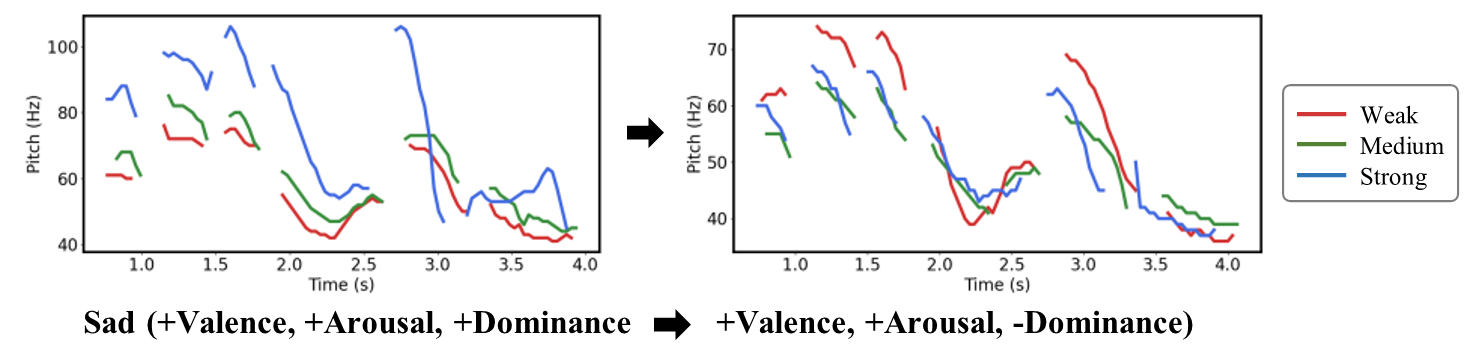 Pitch (Hz)
100
80
60
40
1.0 1.5 2.0 2.5 3.0 3.5 4.0
Time (s)
Pitch (Hz)
70
60
50
40
1.0 1.5 2.0 2.5 3.0 3.5 4.0
Time (s)
Weak
Medium
Strong
Sad (+Valence, +Arousal, +Dominance ➡ +Valence, +Arousal, -Dominance)